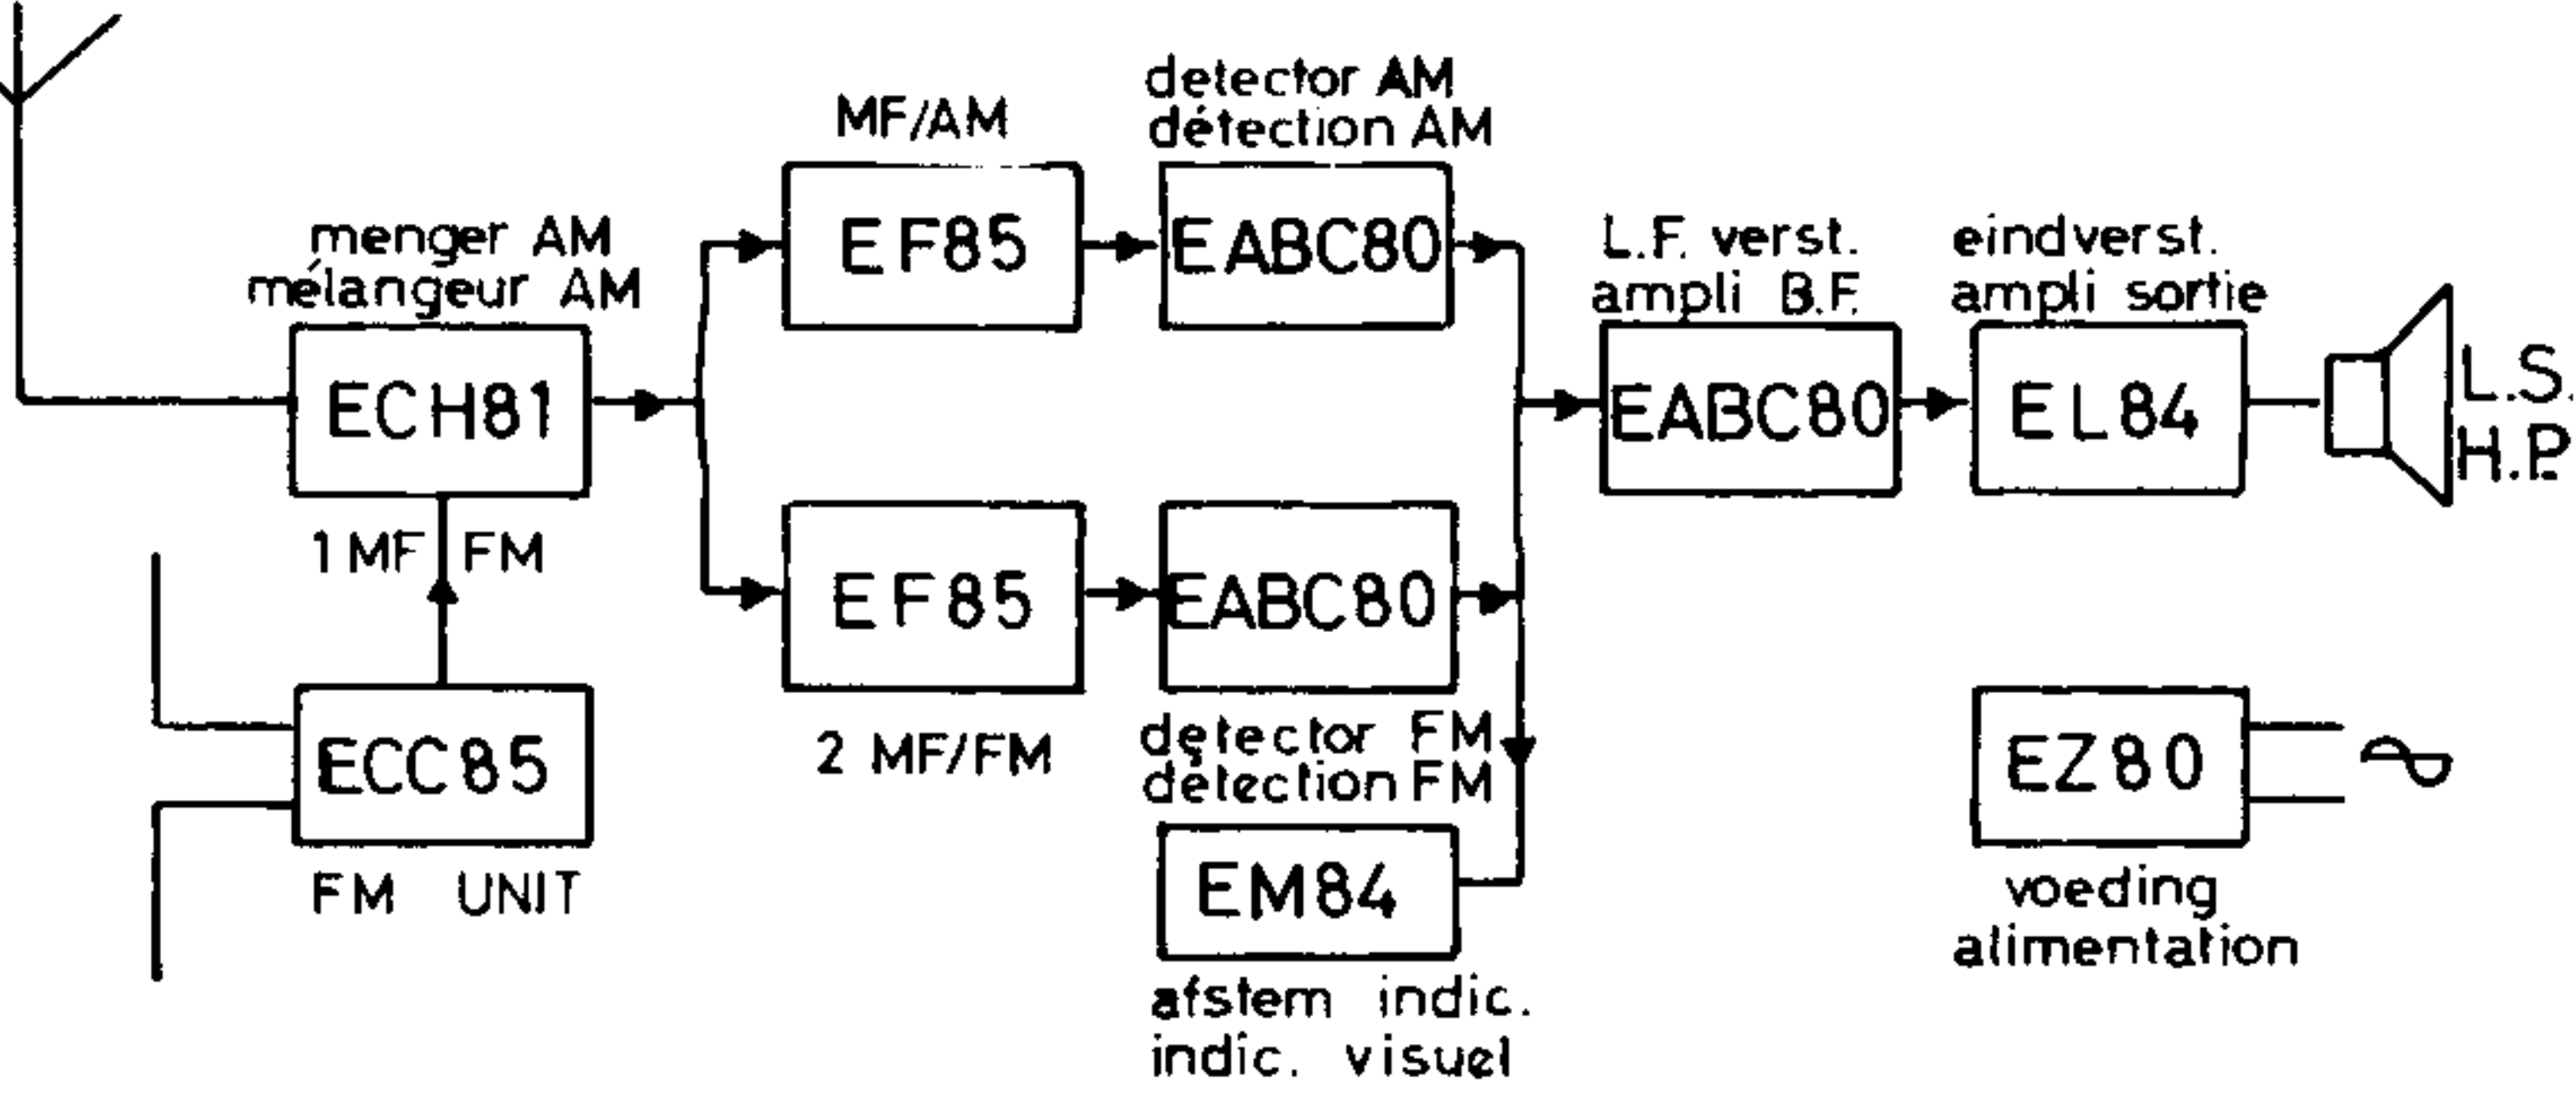 menger AM
mélangeur AM
ECH81
1 MF FM
ECC85
FM UNIT
MF/AM
EF85
detector AM
détection AM
EABC80
EF85
2 MF/FM
EABC80
detector FM
détection FM
EM84
afstem indic.
indic. visuel
L.F. verst.
ampli B.F.
EABC80
eindverst.
ampli sortie
EL84
L.S.
H.P.
EZ80
voeding
alimentation